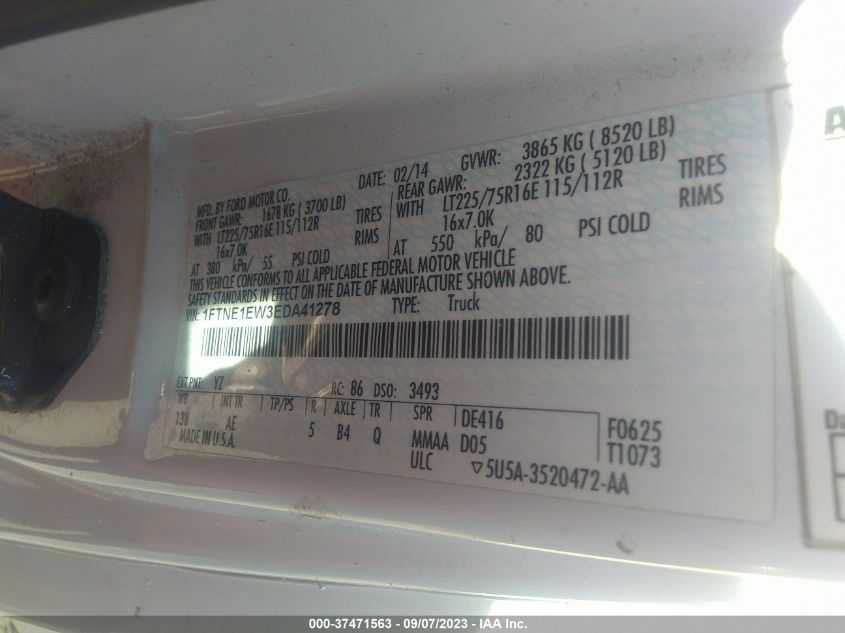 MFD. BY FORD MOTOR CO.
DATE: 02/14
GVWR: 3865 KG ( 8520 LB)
FRONT GAWR: 1678 KG ( 3700 LB)
REAR GAWR: 2322 KG ( 5120 LB)
WITH LT225/75R16E 115/112R TIRES
WITH LT225/75R16E 115/112R TIRES
16x7.0K RIMS
16x7.0K RIMS
AT 380 kPa/ 55 PSI COLD
AT 550 kPa/ 80 PSI COLD
THIS VEHICLE CONFORMS TO ALL APPLICABLE FEDERAL MOTOR VEHICLE
SAFETY STANDARDS IN EFFECT ON THE DATE OF MANUFACTURE SHOWN ABOVE.
VIN: 1FTNE1EW3EDA41278
TYPE: Truck
EXT PNT: YZ RC: 86 DSO: 3493
WB INT TR TP/PS R AXLE TR SPR DE416 F0625
138 AE 5 B4 Q MMAA D05 T1073
MADE IN U.S.A. ULC ▽5U5A-3520472-AA
000-37471563 - 09/07/2023 - IAA Inc.